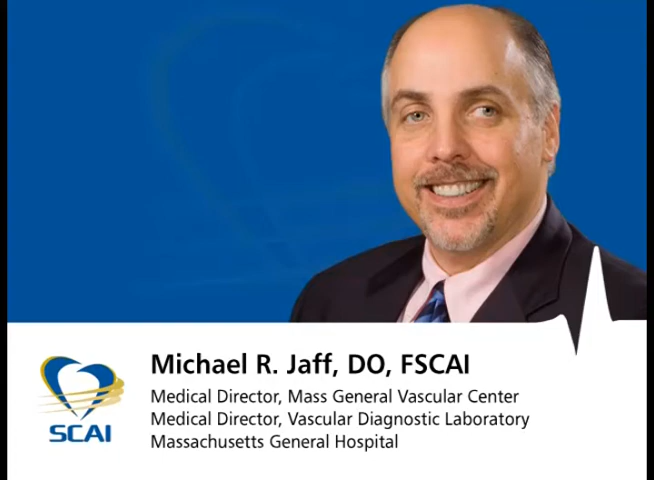 Michael R. Jaff, DO, FSCAI
Medical Director, Mass General Vascular Center
Medical Director, Vascular Diagnostic Laboratory
Massachusetts General Hospital
SCAI